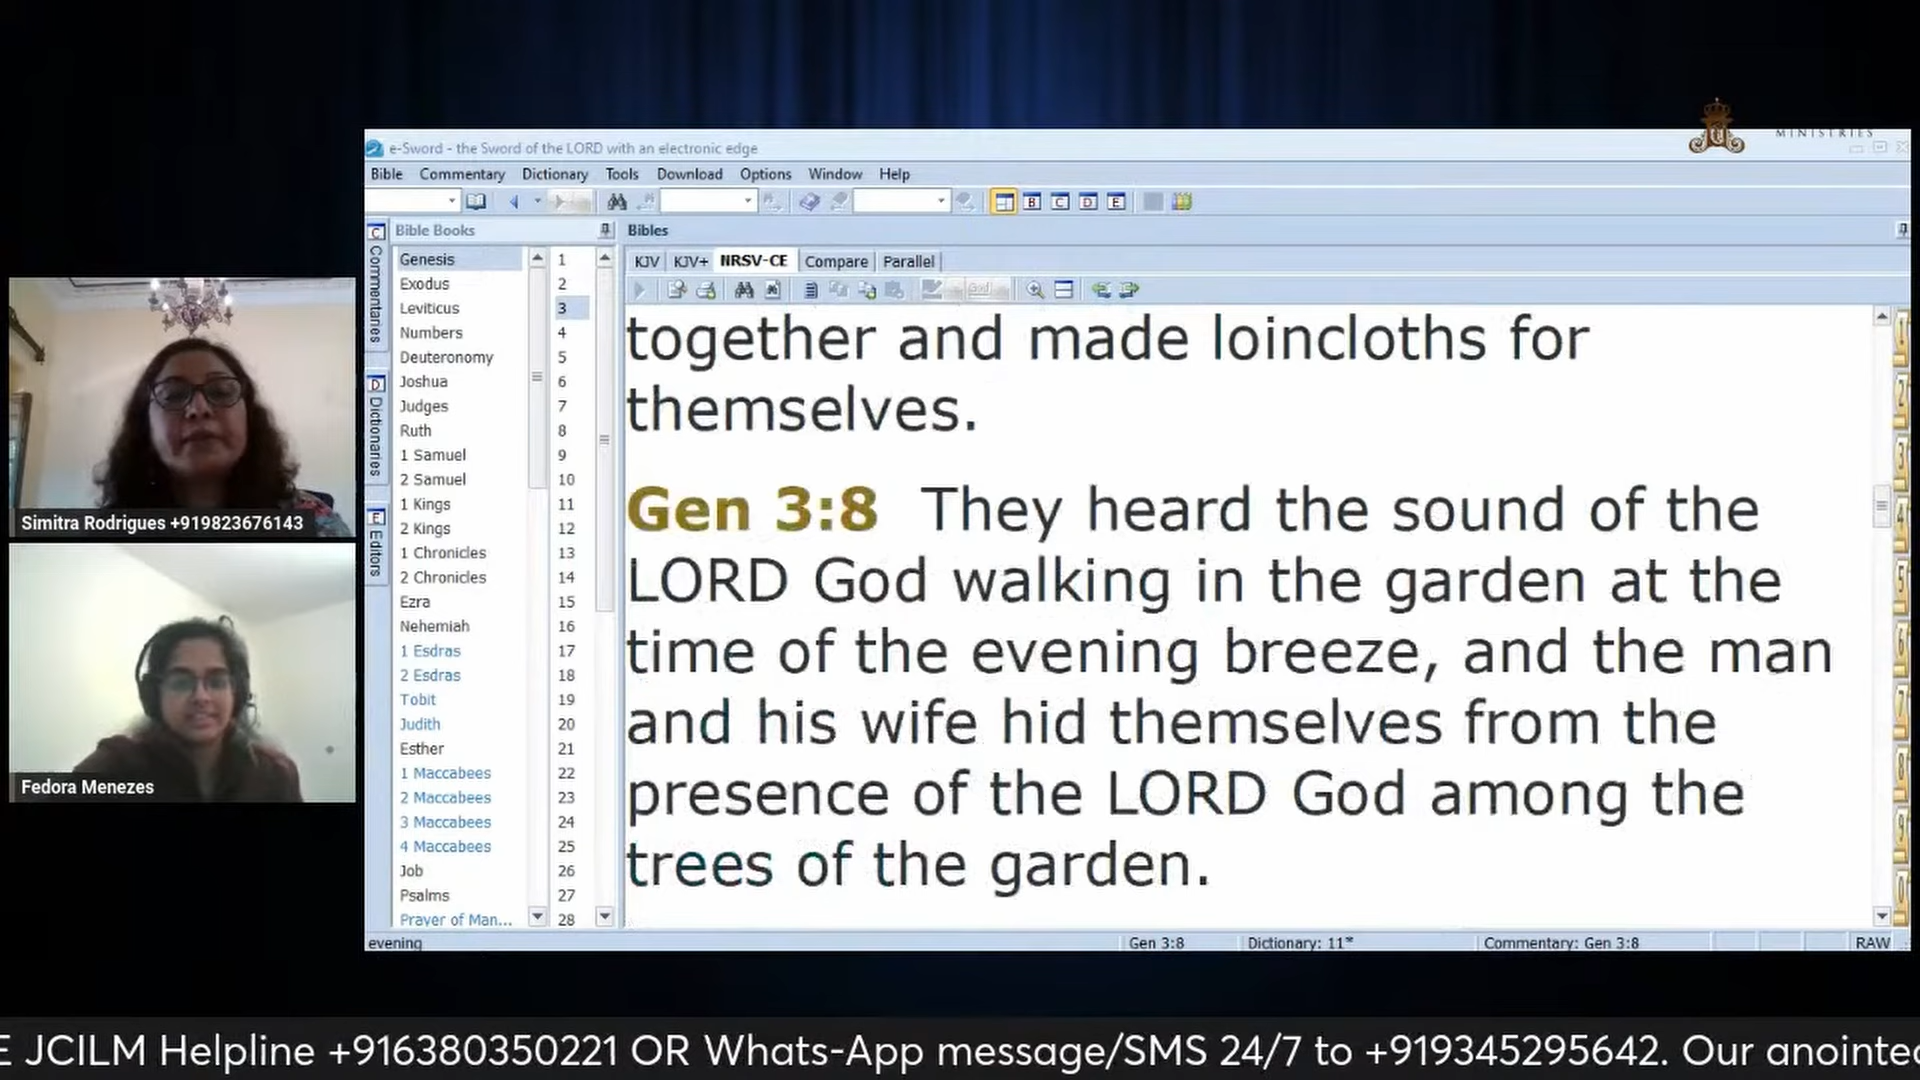 MINISTRIES
e-Sword - the Sword of the LORD with an electronic edge
Bible Commentary Dictionary Tools Download Options Window Help
B C D E
Bible Books
Bibles
KJV KJV+ NRSV-CE Compare Parallel
C Commentaries
D Dictionaries
E Editors
Genesis 1
Exodus 2
Leviticus 3
Numbers 4
Deuteronomy 5
Joshua 6
Judges 7
Ruth 8
1 Samuel 9
2 Samuel 10
1 Kings 11
2 Kings 12
1 Chronicles 13
2 Chronicles 14
Ezra 15
Nehemiah 16
1 Esdras 17
2 Esdras 18
Tobit 19
Judith 20
Esther 21
1 Maccabees 22
2 Maccabees 23
3 Maccabees 24
4 Maccabees 25
Job 26
Psalms 27
Prayer of Man... 28
together and made loincloths for
themselves.
Gen 3:8 They heard the sound of the
LORD God walking in the garden at the
time of the evening breeze, and the man
and his wife hid themselves from the
presence of the LORD God among the
trees of the garden.
evening Gen 3:8 Dictionary: 11* Commentary: Gen 3:8 RAW
Simitra Rodrigues +919823676143
Fedora Menezes
E JCILM Helpline +916380350221 OR Whats-App message/SMS 24/7 to +919345295642. Our anointed